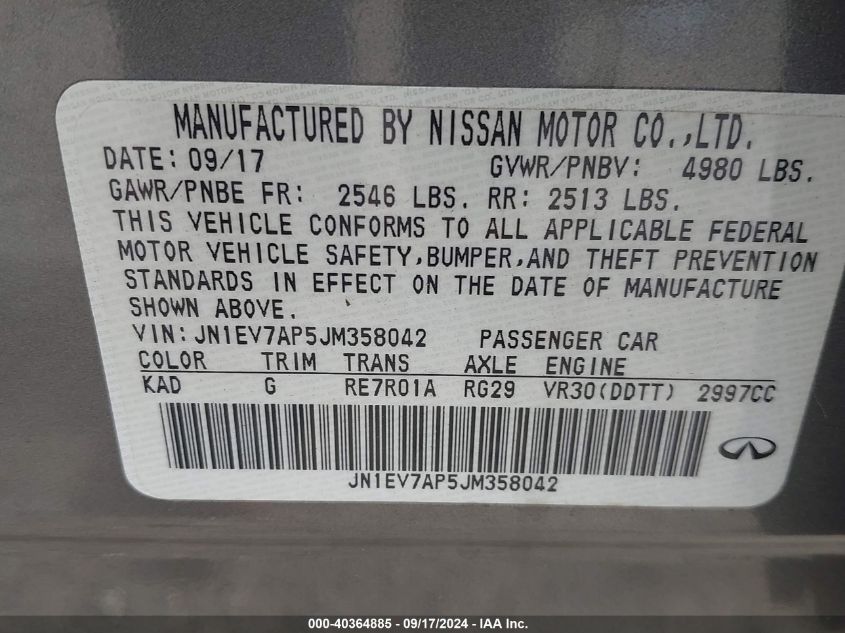 MANUFACTURED BY NISSAN MOTOR CO.,LTD.
DATE: 09/17 GVWR/PNBV: 4980 LBS.
GAWR/PNBE FR: 2546 LBS. RR: 2513 LBS.
THIS VEHICLE CONFORMS TO ALL APPLICABLE FEDERAL
MOTOR VEHICLE SAFETY,BUMPER,AND THEFT PREVENTION
STANDARDS IN EFFECT ON THE DATE OF MANUFACTURE
SHOWN ABOVE.
VIN:JN1EV7AP5JM358042 PASSENGER CAR
COLOR TRIM TRANS AXLE ENGINE
KAD G RE7R01A RG29 VR30(DDTT) 2997CC
JN1EV7AP5JM358042
000-40364885 - 09/17/2024 - IAAI Inc.